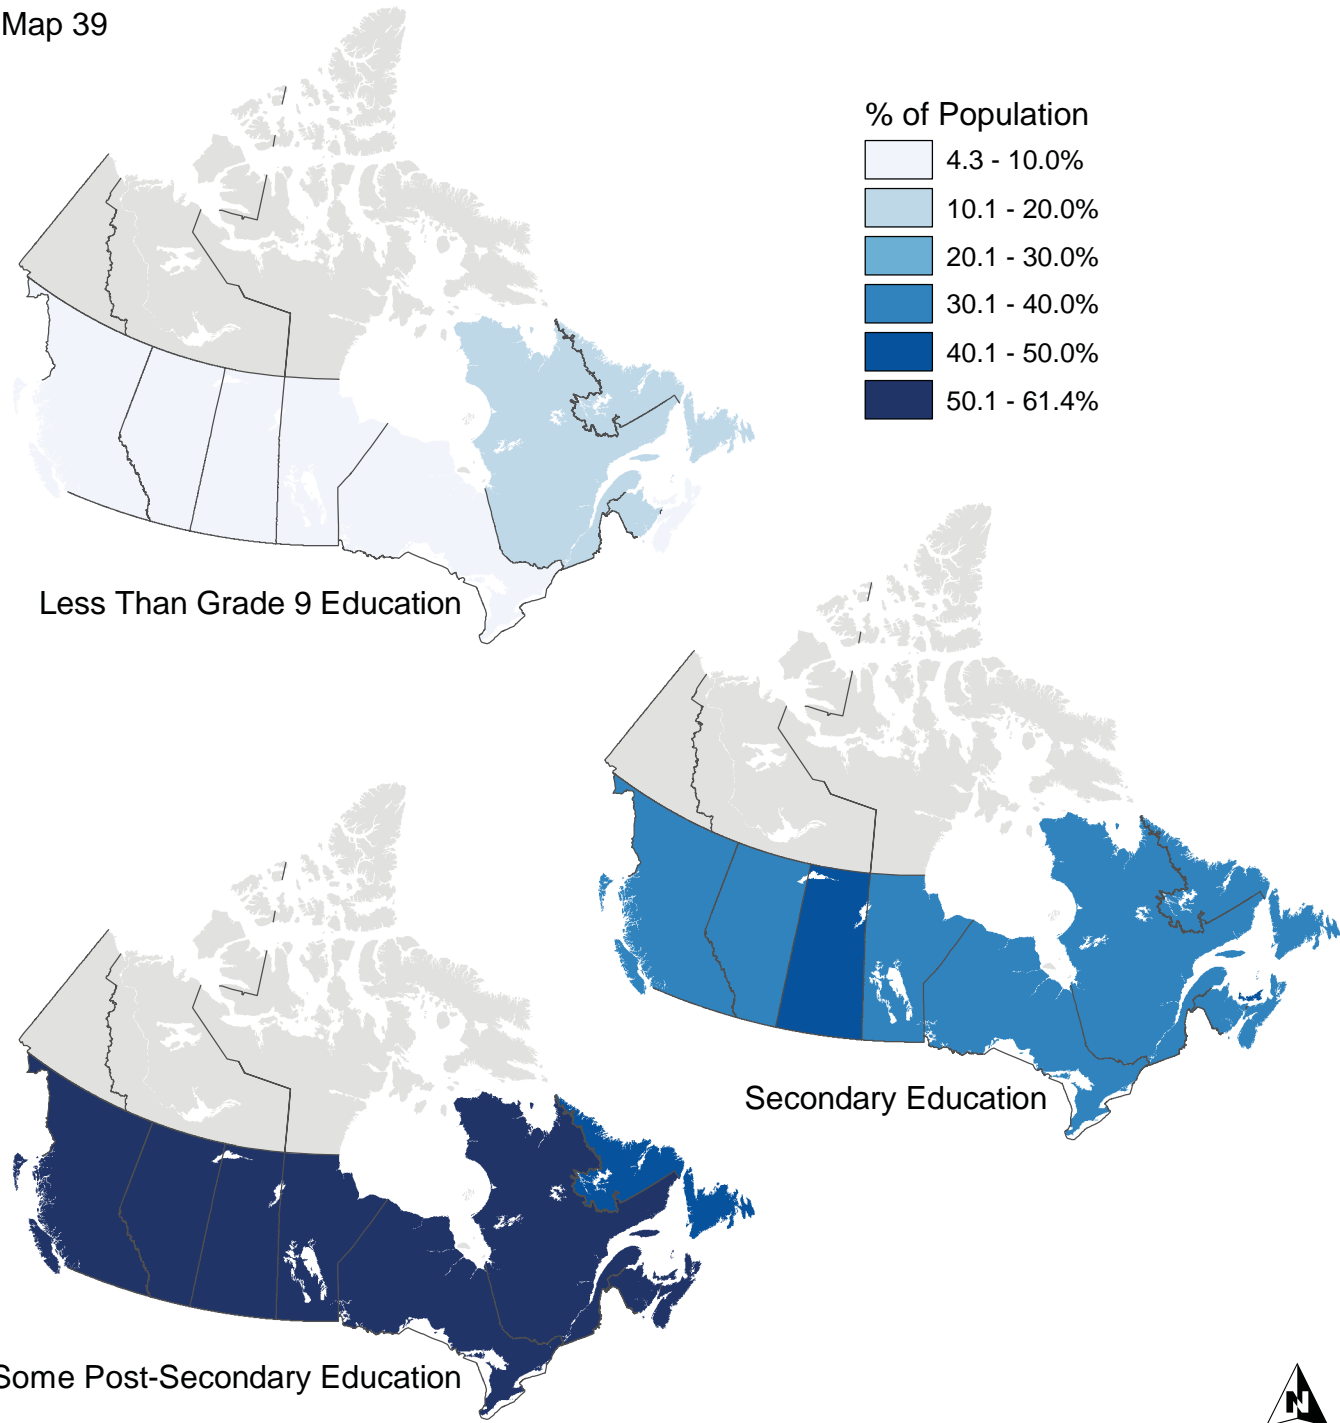 Map 39
% of Population
4.3 - 10.0%
10.1 - 20.0%
20.1 - 30.0%
30.1 - 40.0%
40.1 - 50.0%
50.1 - 61.4%
Less Than Grade 9 Education
Secondary Education
Some Post-Secondary Education
N